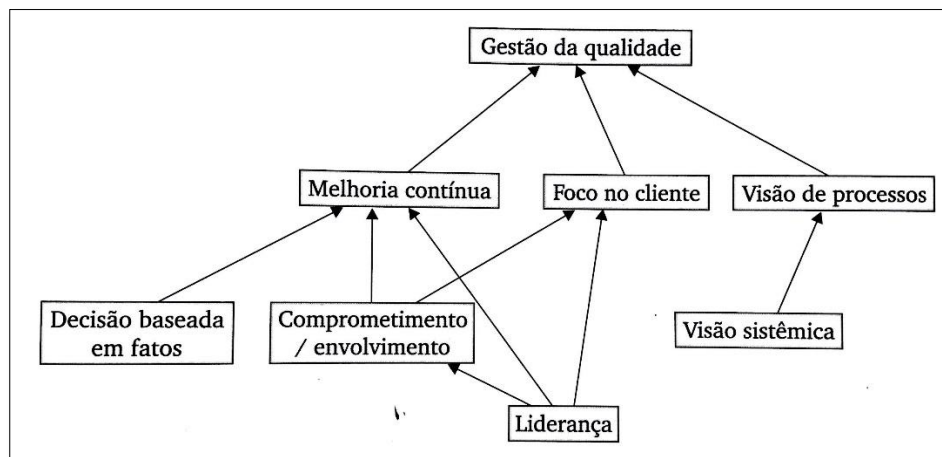 Gestão da qualidade
Melhoria contínua
Foco no cliente
Visão de processos
Decisão baseada
em fatos
Comprometimento
/ envolvimento
Visão sistêmica
Liderança